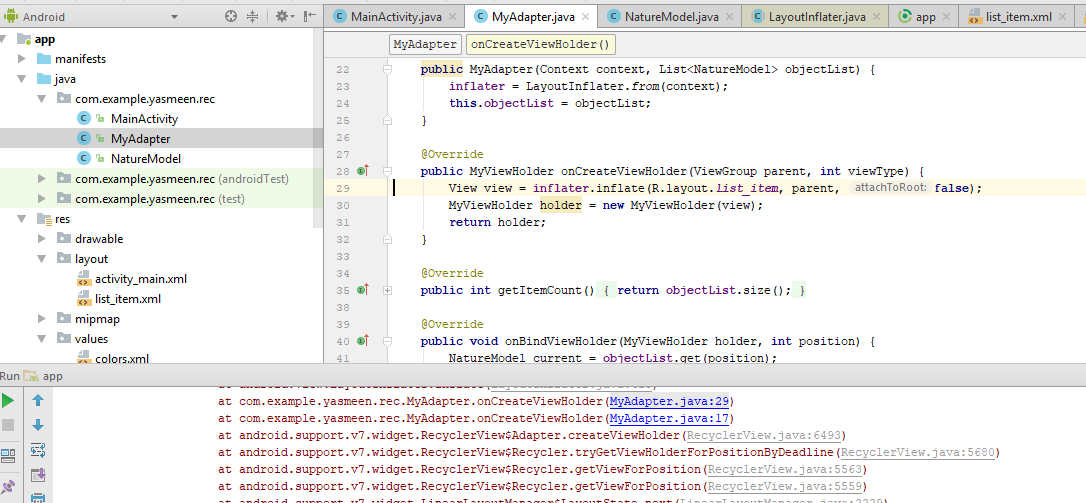 Android
MainActivity.java
MyAdapter.java
NatureModel.java
LayoutInflater.java
app
list_item.xml
app
manifests
java
com.example.yasmeen.rec
MainActivity
MyAdapter
NatureModel
com.example.yasmeen.rec (androidTest)
com.example.yasmeen.rec (test)
res
drawable
layout
activity_main.xml
list_item.xml
mipmap
values
colors.xml
MyAdapter
onCreateViewHolder()
22 public MyAdapter(Context context, List<NatureModel> objectList) {
23 inflater = LayoutInflater.from(context);
24 this.objectList = objectList;
25 }
26
27 @Override
28 public MyViewHolder onCreateViewHolder(ViewGroup parent, int viewType) {
29 View view = inflater.inflate(R.layout.list_item, parent, attachToRoot: false);
30 MyViewHolder holder = new MyViewHolder(view);
31 return holder;
32 }
33
34 @Override
35 public int getItemCount() { return objectList.size(); }
38
39 @Override
40 public void onBindViewHolder(MyViewHolder holder, int position) {
41 NatureModel current = objectList.get(position);
Run app
at com.example.yasmeen.rec.MyAdapter.onCreateViewHolder(MyAdapter.java:29)
at com.example.yasmeen.rec.MyAdapter.onCreateViewHolder(MyAdapter.java:17)
at android.support.v7.widget.RecyclerView$Adapter.createViewHolder(RecyclerView.java:6493)
at android.support.v7.widget.RecyclerView$Recycler.tryGetViewHolderForPositionByDeadline(RecyclerView.java:5680)
at android.support.v7.widget.RecyclerView$Recycler.getViewForPosition(RecyclerView.java:5563)
at android.support.v7.widget.RecyclerView$Recycler.getViewForPosition(RecyclerView.java:5559)